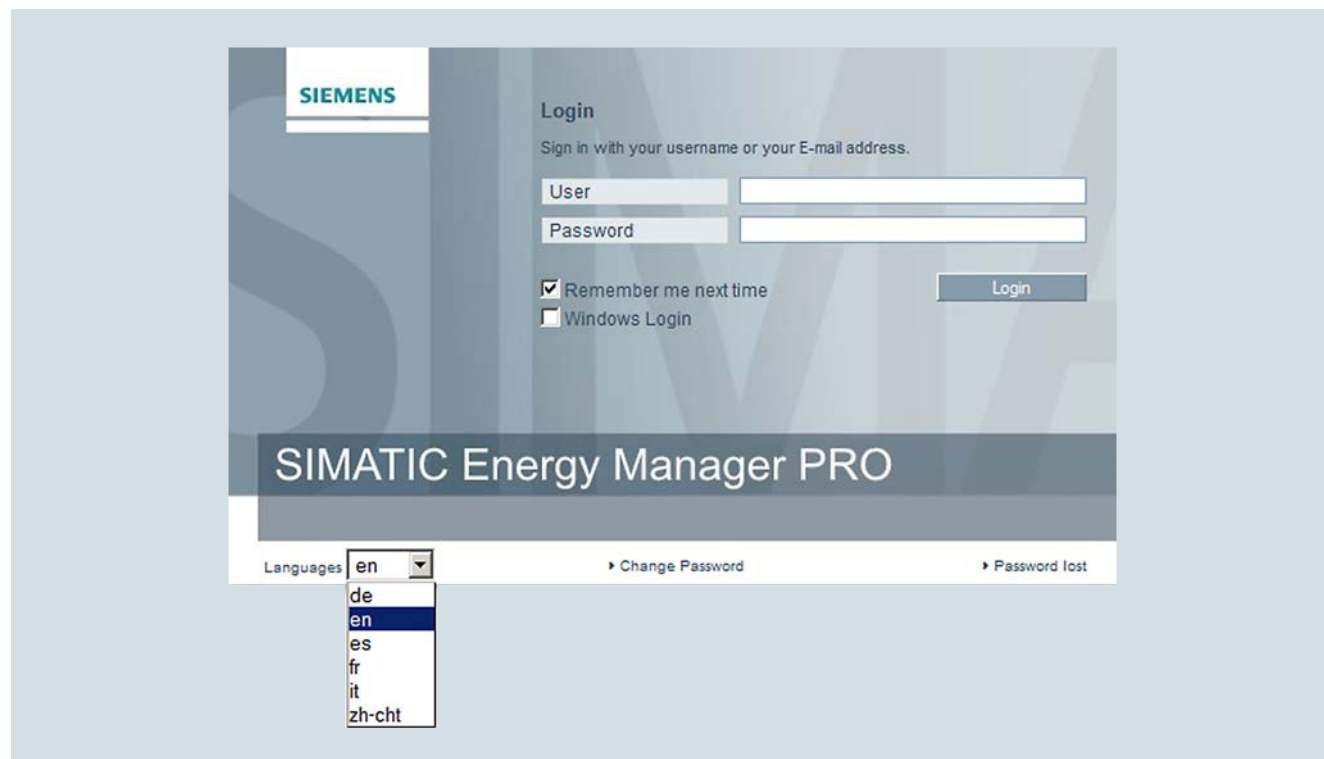 SIEMENS
Login
Sign in with your username or your E-mail address.
User
Password
Remember me next time
Login
Windows Login
SIMATIC Energy Manager PRO
Languages en
Change Password
Password lost
de
en
es
fr
it
zh-cht